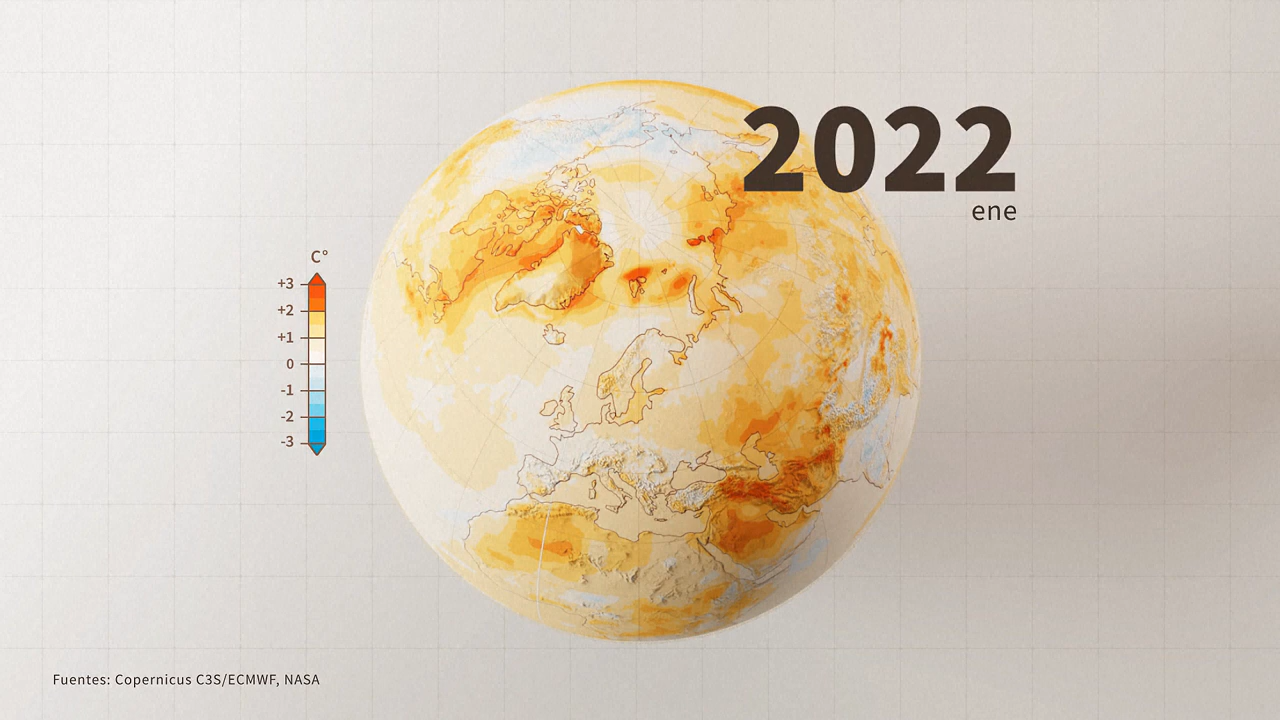 2022
ene
C°
+3
+2
+1
0
-1
-2
-3
Fuentes: Copernicus C3S/ECMWF, NASA